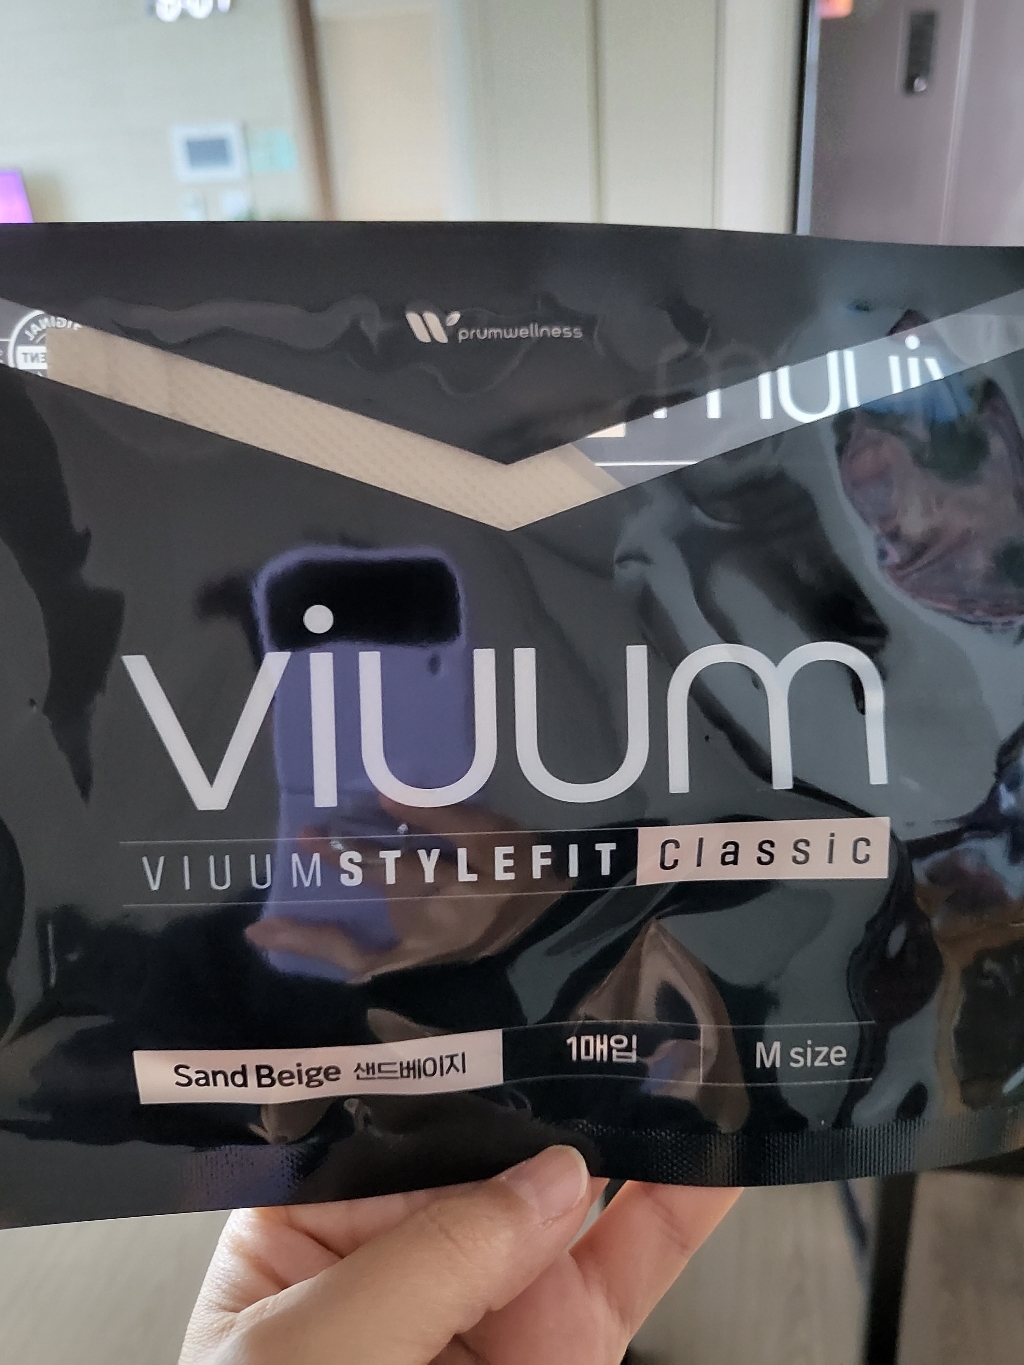 prumwellness
viuum
VIUUMSTYLEFIT Classic
Sand Beige 샌드베이지
1매입
M size